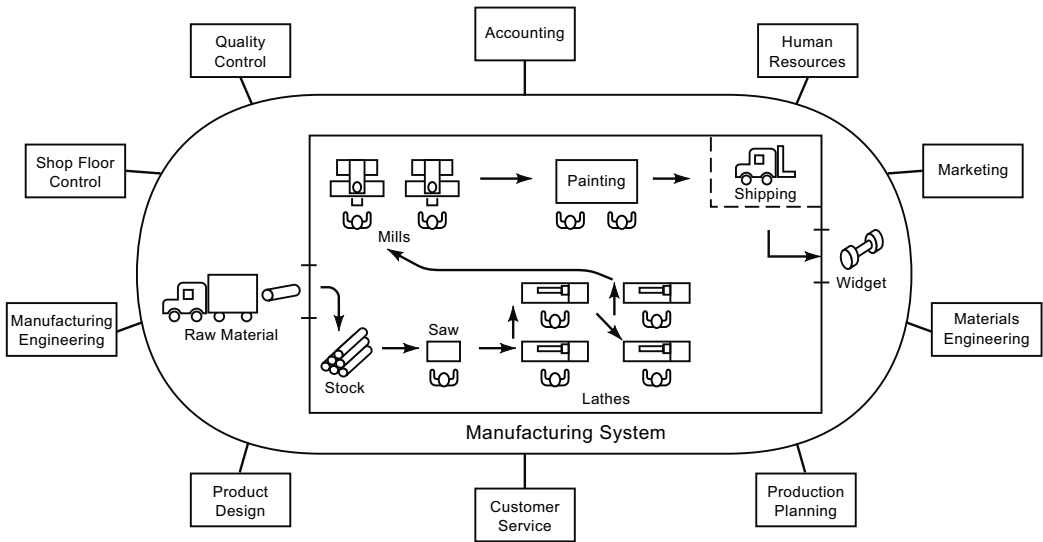 Accounting
Quality
Control
Human
Resources
Shop Floor
Control
Marketing
Painting
Shipping
Mills
Widget
Raw Material
Manufacturing
Engineering
Saw
Materials
Engineering
Stock
Lathes
Manufacturing System
Product
Design
Customer
Service
Production
Planning